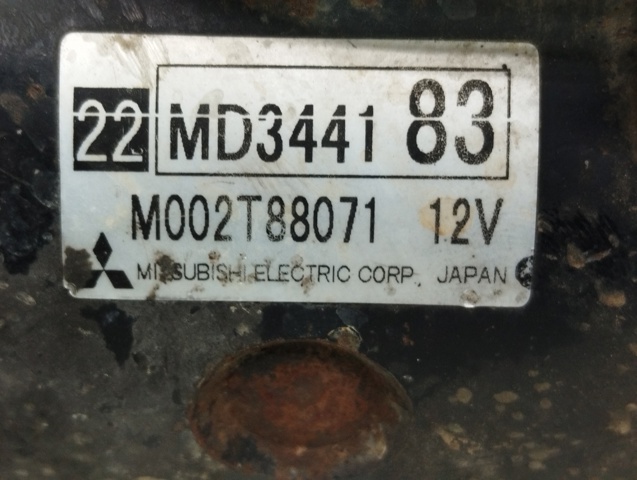 22 MD3441 83
M002T88071 12V
MITSUBISHI ELECTRIC CORP. JAPAN